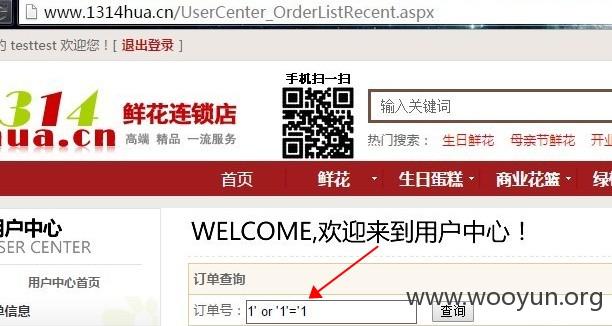 www.1314hua.cn/UserCenter_OrderListRecent.aspx
的 testtest 欢迎您！[ 退出登录 ]
手机扫一扫
314
hua.cn
鲜花连锁店
高端 精品 一流服务
输入关键词
热门搜索： 生日鲜花 母亲节鲜花 开业
首页 鲜花 生日蛋糕 商业花篮 绿植
用户中心
SER CENTER
WELCOME,欢迎来到用户中心！
用户中心首页
订单查询
单信息
订单号： 1' or '1'='1 查询
www.wooyun.org